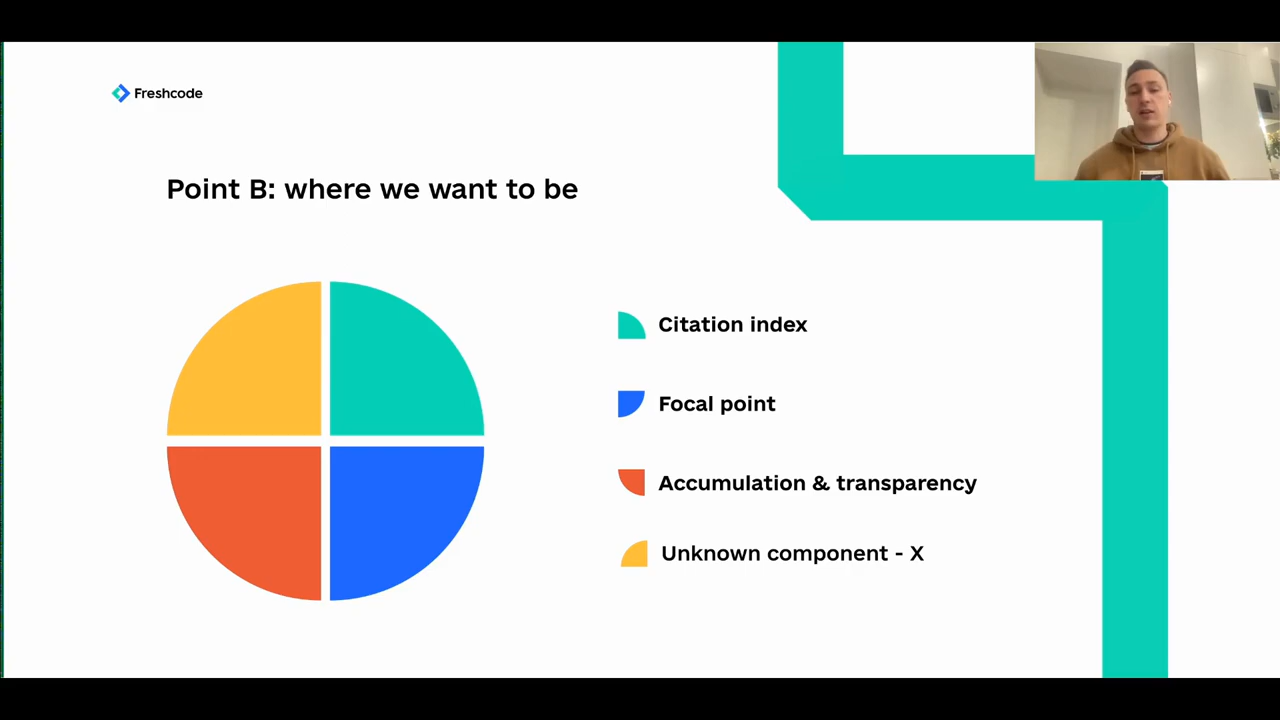 Freshcode
Point B: where we want to be
Citation index
Focal point
Accumulation & transparency
Unknown component - X